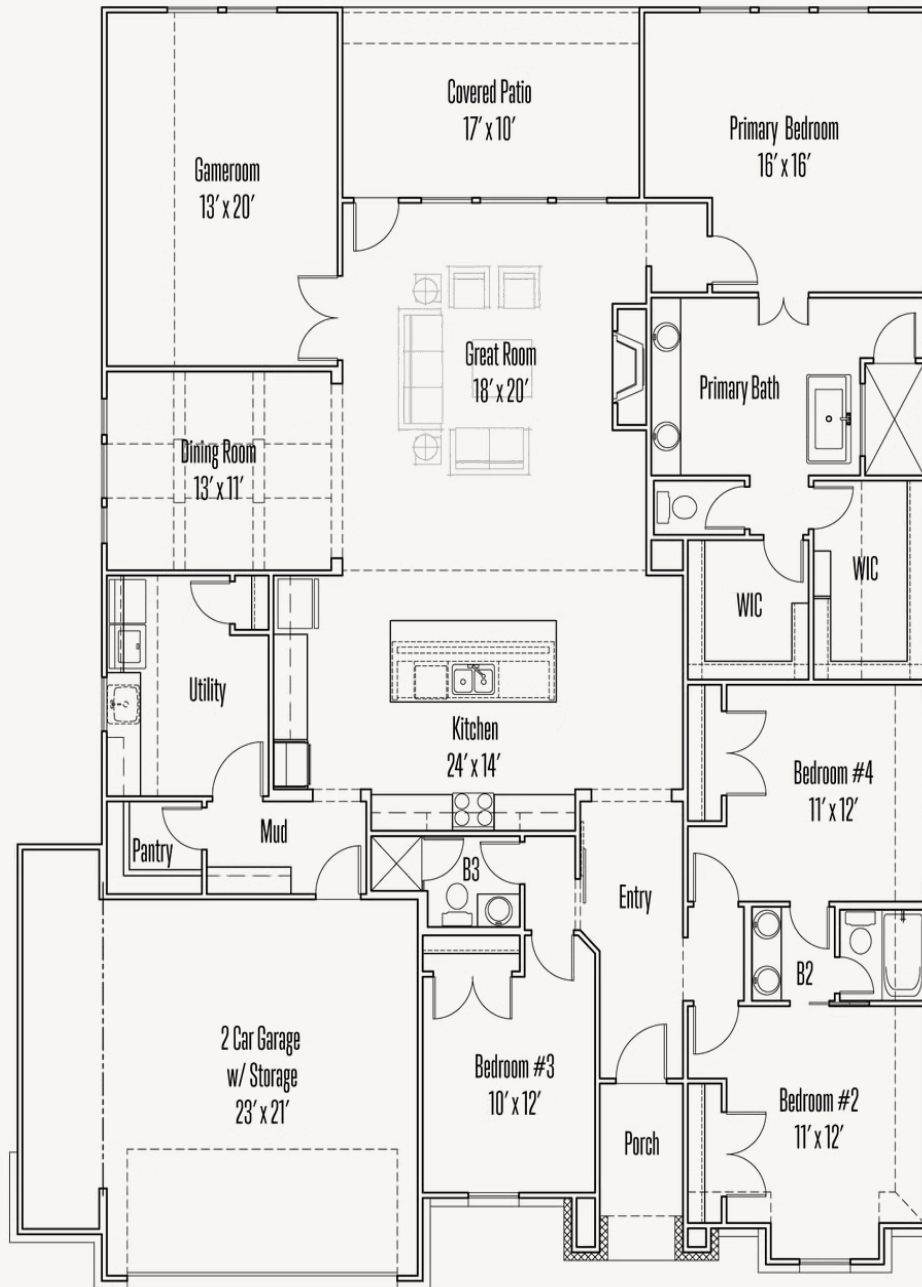 Covered Patio
17' x 10'
Primary Bedroom
16' x 16'
Gameroom
13' x 20'
Great Room
18' x 20'
Primary Bath
Dining Room
13' x 11'
WIC
WIC
Utility
Kitchen
24' x 14'
Bedroom #4
11' x 12'
Mud
Pantry
B3
Entry
B2
2 Car Garage
w/ Storage
23' x 21'
Bedroom #3
10' x 12'
Bedroom #2
11' x 12'
Porch